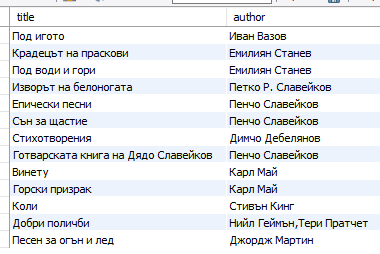 title author
Под игото Иван Вазов
Крадецът на праскови Емилиян Станев
Под води и гори Емилиян Станев
Изворът на белоногата Петко Р. Славейков
Епически песни Пенчо Славейков
Сън за щастие Пенчо Славейков
Стихотворения Димчо Дебелянов
Готварската книга на Дядо Славейков Пенчо Славейков
Винету Карл Май
Горски призрак Карл Май
Коли Стивън Кинг
Добри поличби Нийл Геймън,Тери Пратчет
Песен за огън и лед Джордж Мартин